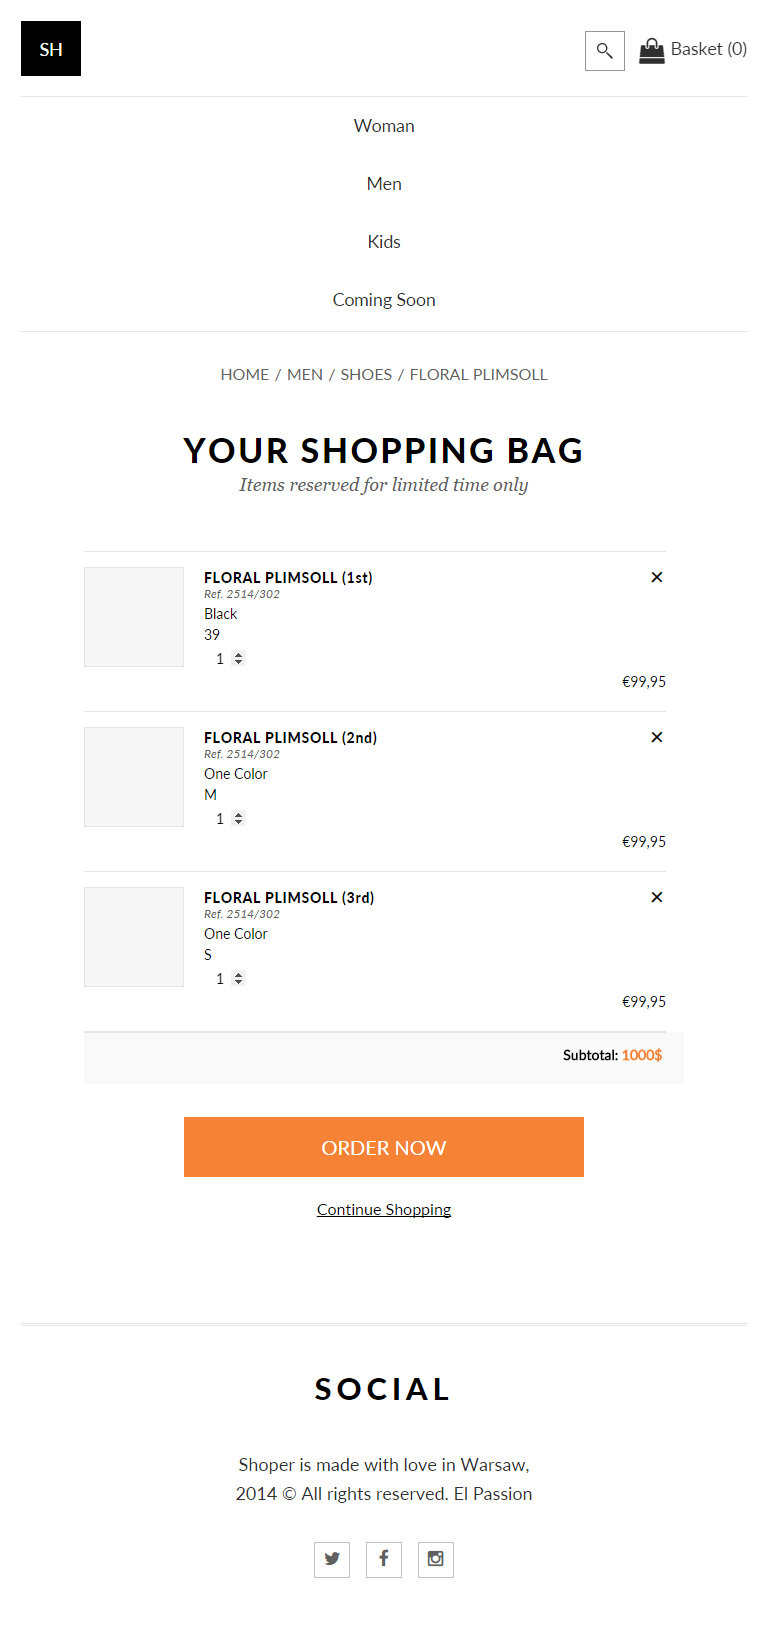 SH
Basket (0)
Woman
Men
Kids
Coming Soon
HOME / MEN / SHOES / FLORAL PLIMSOLL
YOUR SHOPPING BAG
Items reserved for limited time only
FLORAL PLIMSOLL (1st)
Ref. 2514/302
Black
39
1
€99,95
FLORAL PLIMSOLL (2nd)
Ref. 2514/302
One Color
M
1
€99,95
FLORAL PLIMSOLL (3rd)
Ref. 2514/302
One Color
S
1
€99,95
Subtotal: 1000$
ORDER NOW
Continue Shopping
SOCIAL
Shoper is made with love in Warsaw,
2014 © All rights reserved. El Passion